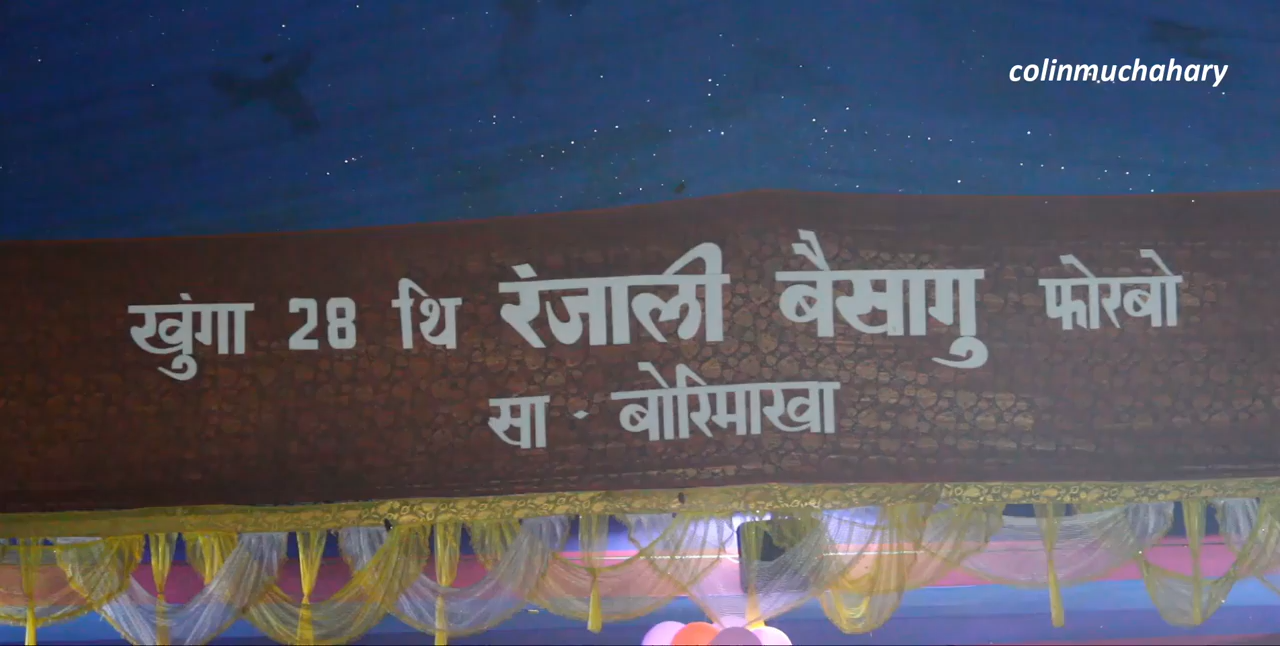 colinmuchahary
खुंगा 28 थि रंजाली बैसागु फोरबो
सा - बोरिमाखा